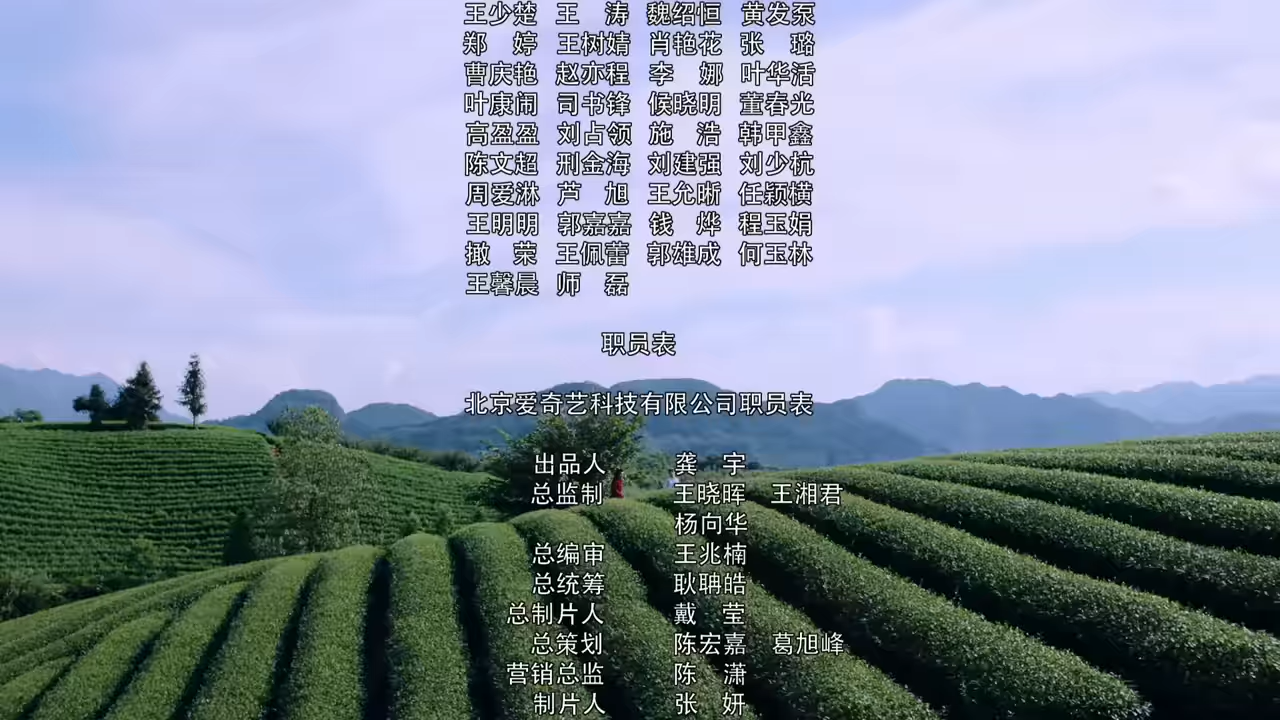 王少楚 王 涛 魏绍恒 黄发泵
郑 婷 王树婧 肖艳花 张 璐
曹庆艳 赵亦程 李 娜 叶华活
叶康闹 司书锋 候晓明 董春光
高盈盈 刘占领 施 浩 韩甲鑫
陈文超 刑金海 刘建强 刘少杭
周爱淋 芦 旭 王允晰 任颖横
王明明 郭嘉嘉 钱 烨 程玉娟
撖 荣 王佩蕾 郭雄成 何玉林
王馨晨 师 磊
职员表
北京爱奇艺科技有限公司职员表
出品人 龚 宇
总监制 王晓晖 王湘君
杨向华
总编审 王兆楠
总统筹 耿聃皓
总制片人 戴 莹
总策划 陈宏嘉 葛旭峰
营销总监 陈 潇
制片人 张 妍